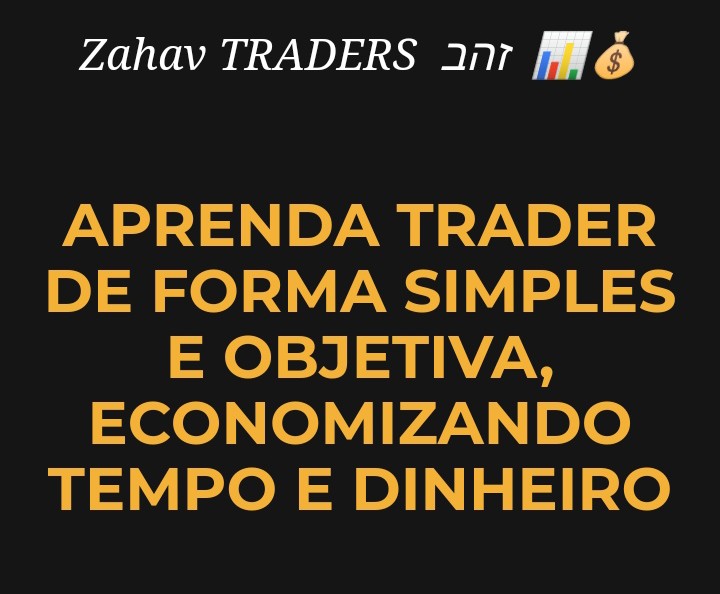 Zahav TRADERS זהב 📊💰
APRENDA TRADER
DE FORMA SIMPLES
E OBJETIVA,
ECONOMIZANDO
TEMPO E DINHEIRO